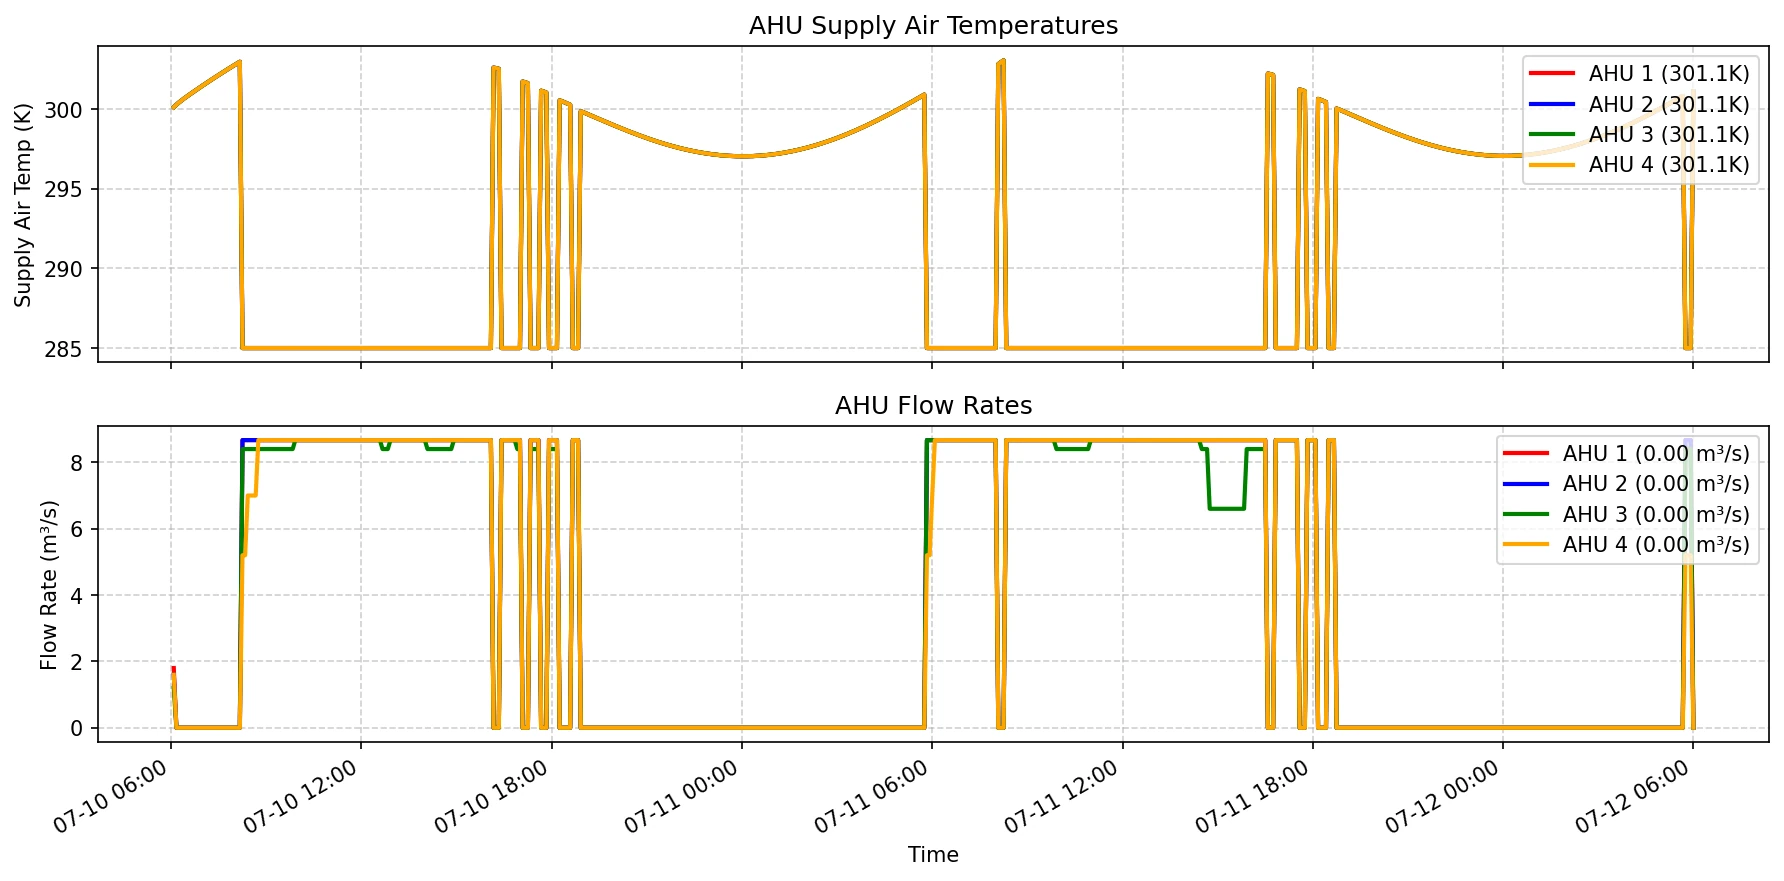 AHU Supply Air Temperatures
Supply Air Temp (K)
300
295
290
285
AHU 1 (301.1K)
AHU 2 (301.1K)
AHU 3 (301.1K)
AHU 4 (301.1K)
AHU Flow Rates
Flow Rate (m³/s)
8
6
4
2
0
AHU 1 (0.00 m³/s)
AHU 2 (0.00 m³/s)
AHU 3 (0.00 m³/s)
AHU 4 (0.00 m³/s)
07-10 06:00
07-10 12:00
07-10 18:00
07-11 00:00
07-11 06:00
07-11 12:00
07-11 18:00
07-12 00:00
07-12 06:00
Time